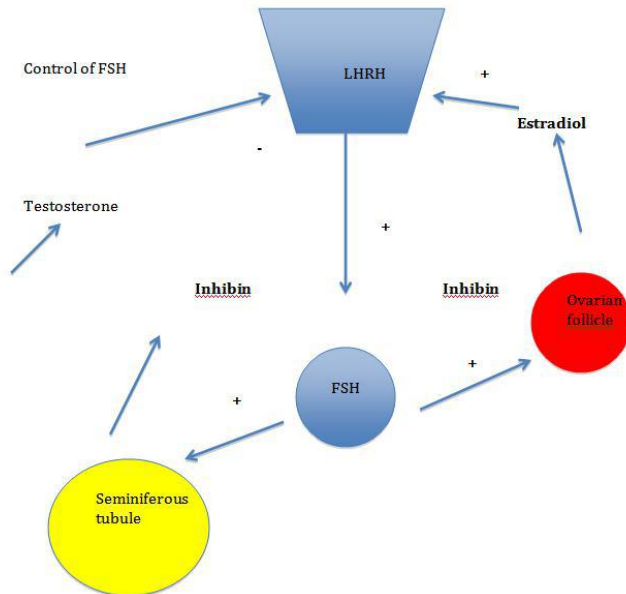 Control of FSH
LHRH
+
Estradiol
-
Testosterone
+
Inhibin
Inhibin
Ovarian
follicle
+
FSH
+
Seminiferous
tubule